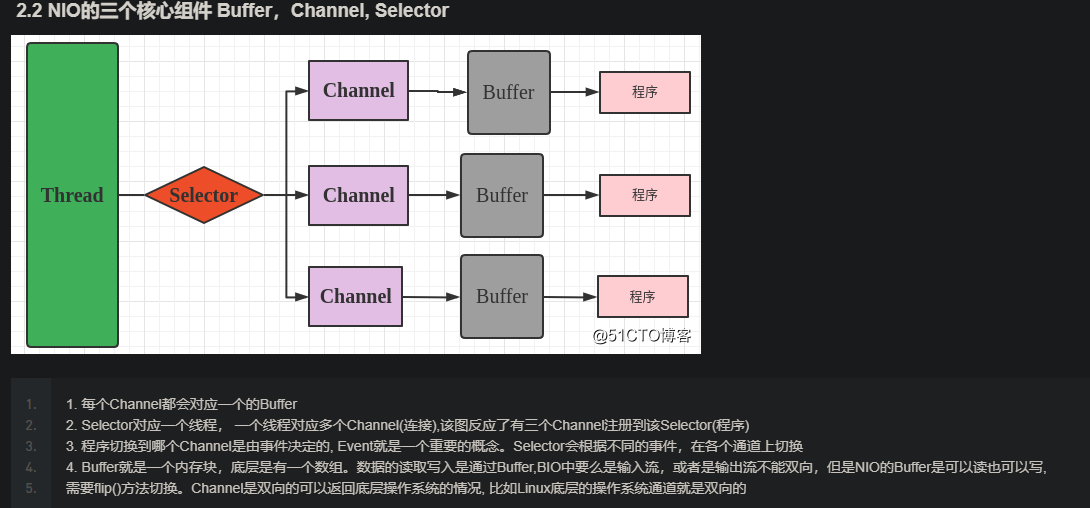 2.2 NIO的三个核心组件 Buffer，Channel, Selector
Thread
Selector
Channel
Buffer
程序
Channel
Buffer
程序
Channel
Buffer
程序
@51CTO博客
1. 1. 每个Channel都会对应一个的Buffer
2. 2. Selector对应一个线程， 一个线程对应多个Channel(连接),该图反应了有三个Channel注册到该Selector(程序)
3. 3. 程序切换到哪个Channel是由事件决定的, Event就是一个重要的概念。Selector会根据不同的事件，在各个通道上切换
4. 4. Buffer就是一个内存块，底层是有一个数组。数据的读取写入是通过Buffer,BIO中要么是输入流，或者是输出流不能双向，但是NIO的Buffer是可以读也可以写,
5. 需要flip()方法切换。Channel是双向的可以返回底层操作系统的情况, 比如Linux底层的操作系统通道就是双向的